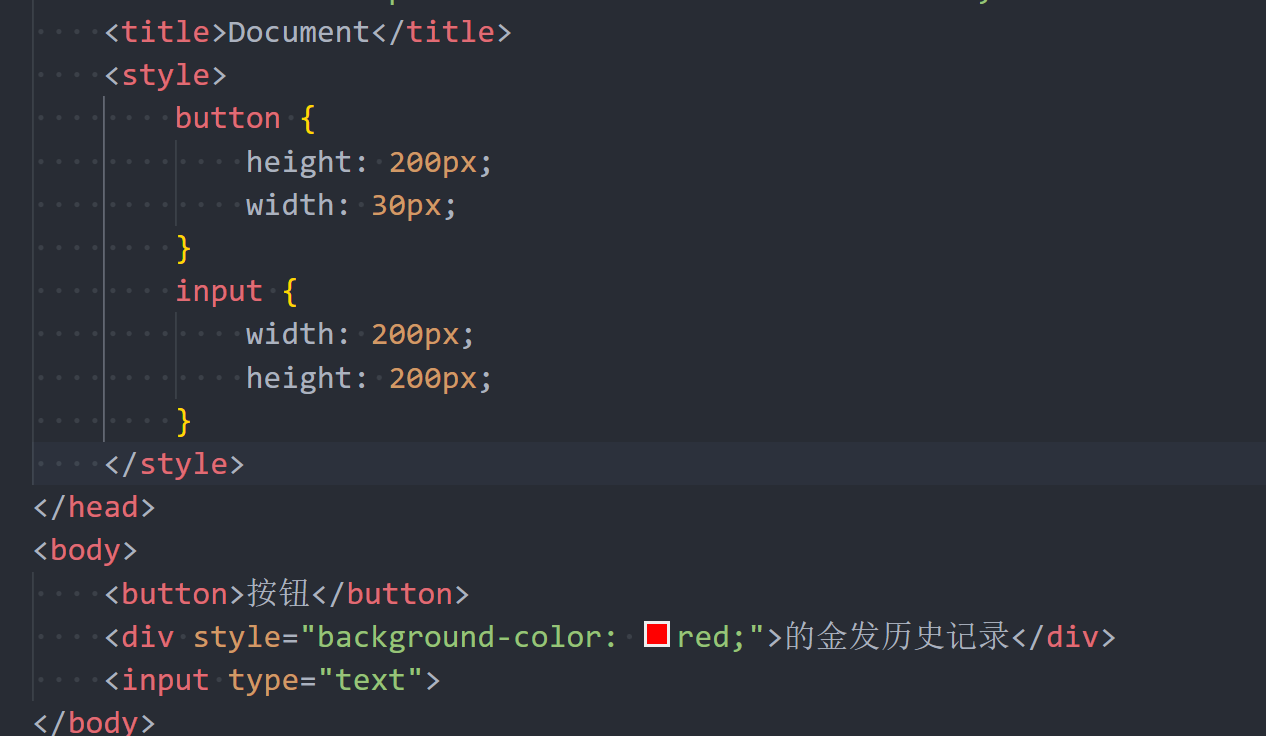 <title>Document</title>
<style>
button {
height: 200px;
width: 30px;
}
input {
width: 200px;
height: 200px;
}
</style>
</head>
<body>
<button>按钮</button>
<div style="background-color: red;">的金发历史记录</div>
<input type="text">
</body>